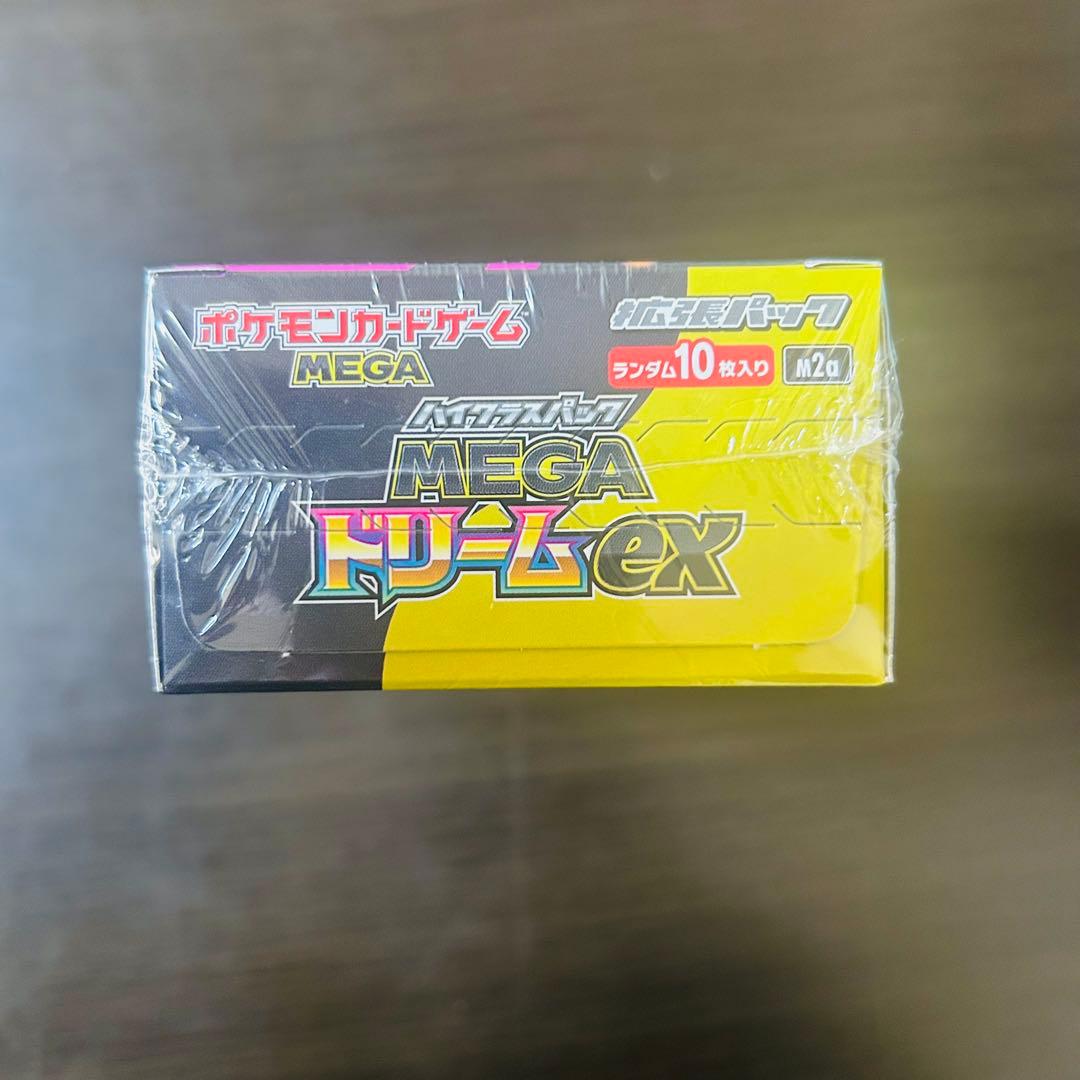 ポケモンカードゲーム
MEGA
拡張パック
ランダム10枚入り M2a
ハイクラスパック
MEGA
ドリームex